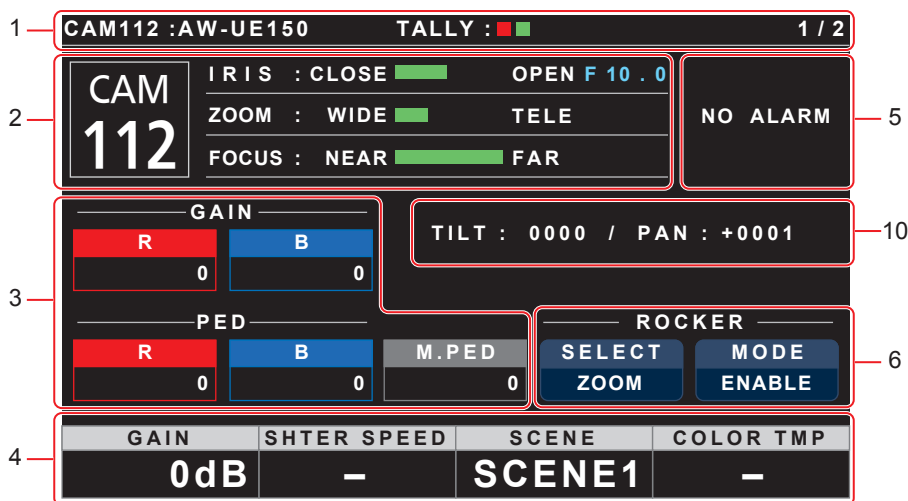 1
CAM112 :AW-UE150 TALLY : 1 / 2
2
CAM
112
IRIS : CLOSE OPEN F 10 . 0
ZOOM : WIDE TELE
FOCUS : NEAR FAR
NO ALARM
5
3
GAIN
R B
0 0
TILT : 0000 / PAN : +0001
10
PED
R B M.PED
0 0 0
ROCKER
SELECT MODE
ZOOM ENABLE
6
4
GAIN SHTER SPEED SCENE COLOR TMP
0dB – SCENE1 –